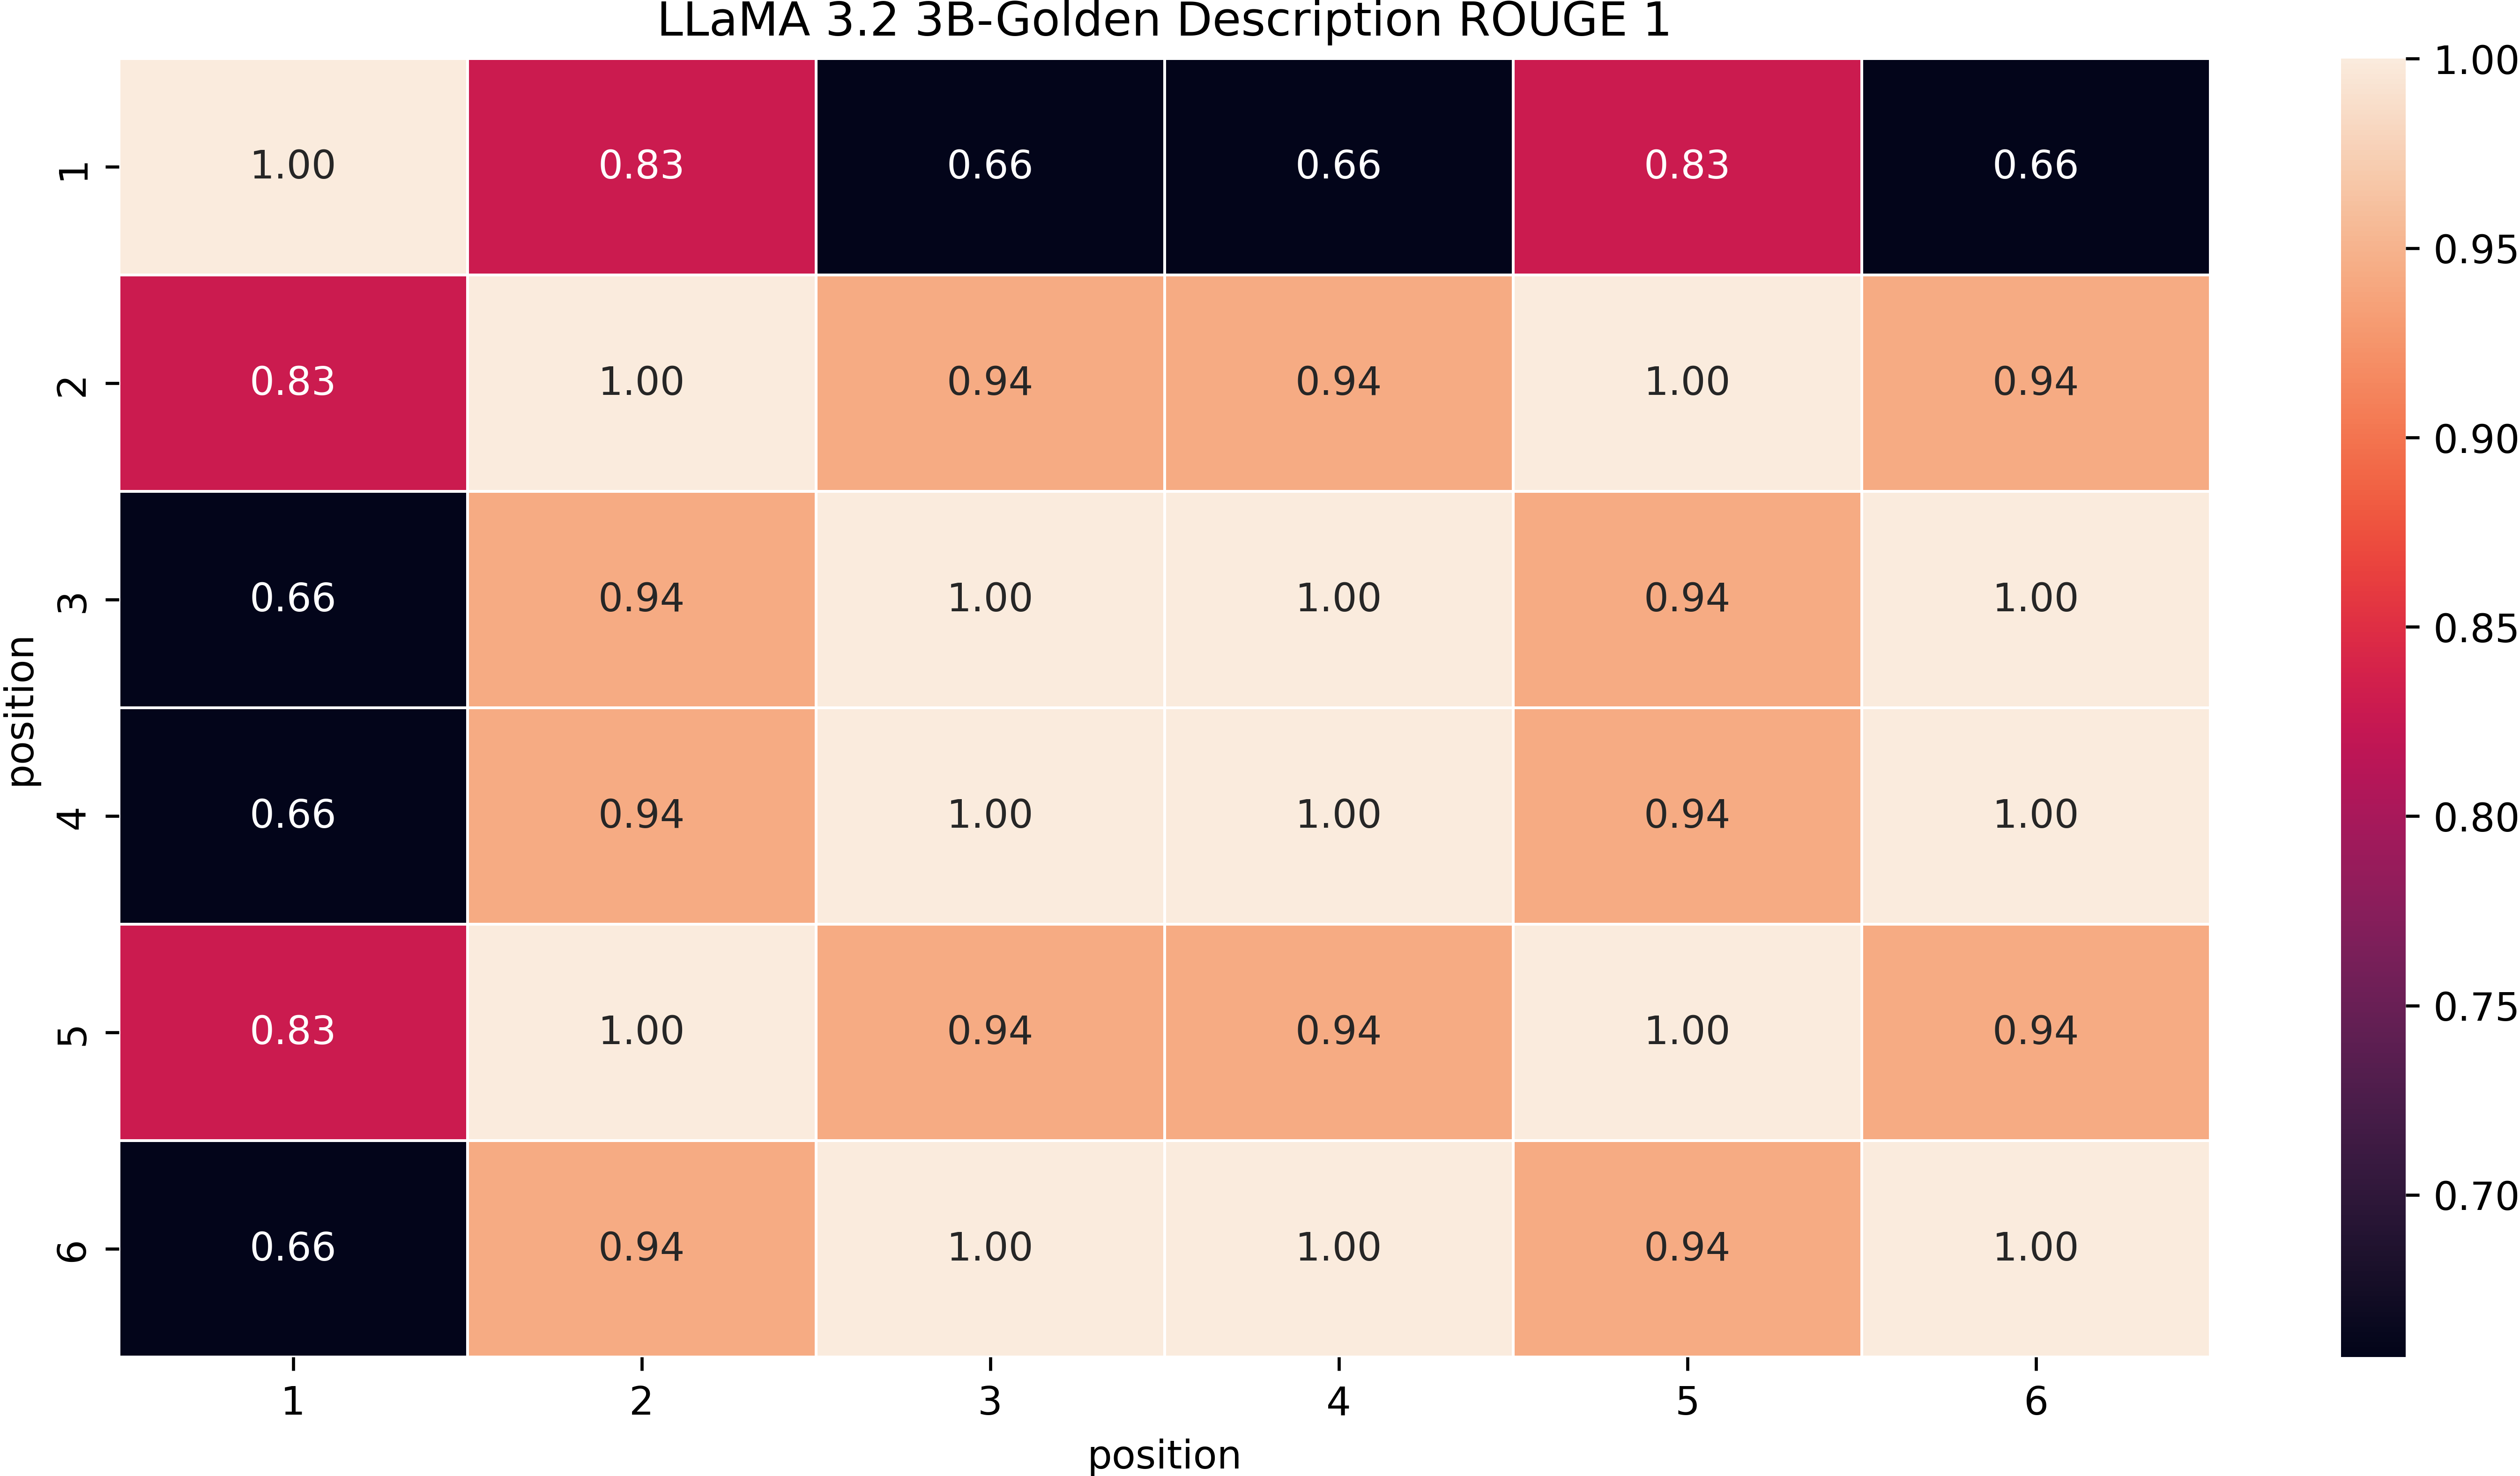 LLaMA 3.2 3B-Golden Description ROUGE 1
1 1.00 0.83 0.66 0.66 0.83 0.66
2 0.83 1.00 0.94 0.94 1.00 0.94
3 0.66 0.94 1.00 1.00 0.94 1.00
4 0.66 0.94 1.00 1.00 0.94 1.00
5 0.83 1.00 0.94 0.94 1.00 0.94
6 0.66 0.94 1.00 1.00 0.94 1.00
position
1 2 3 4 5 6
position
1.00
0.95
0.90
0.85
0.80
0.75
0.70